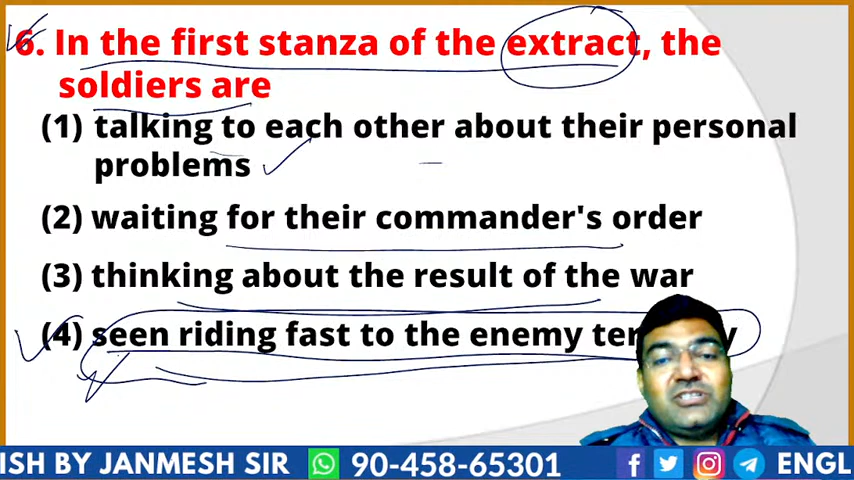 6. In the first stanza of the extract, the
soldiers are
(1) talking to each other about their personal
problems
(2) waiting for their commander's order
(3) thinking about the result of the war
(4) seen riding fast to the enemy
ISH BY JANMESH SIR 90-458-65301 ENGL